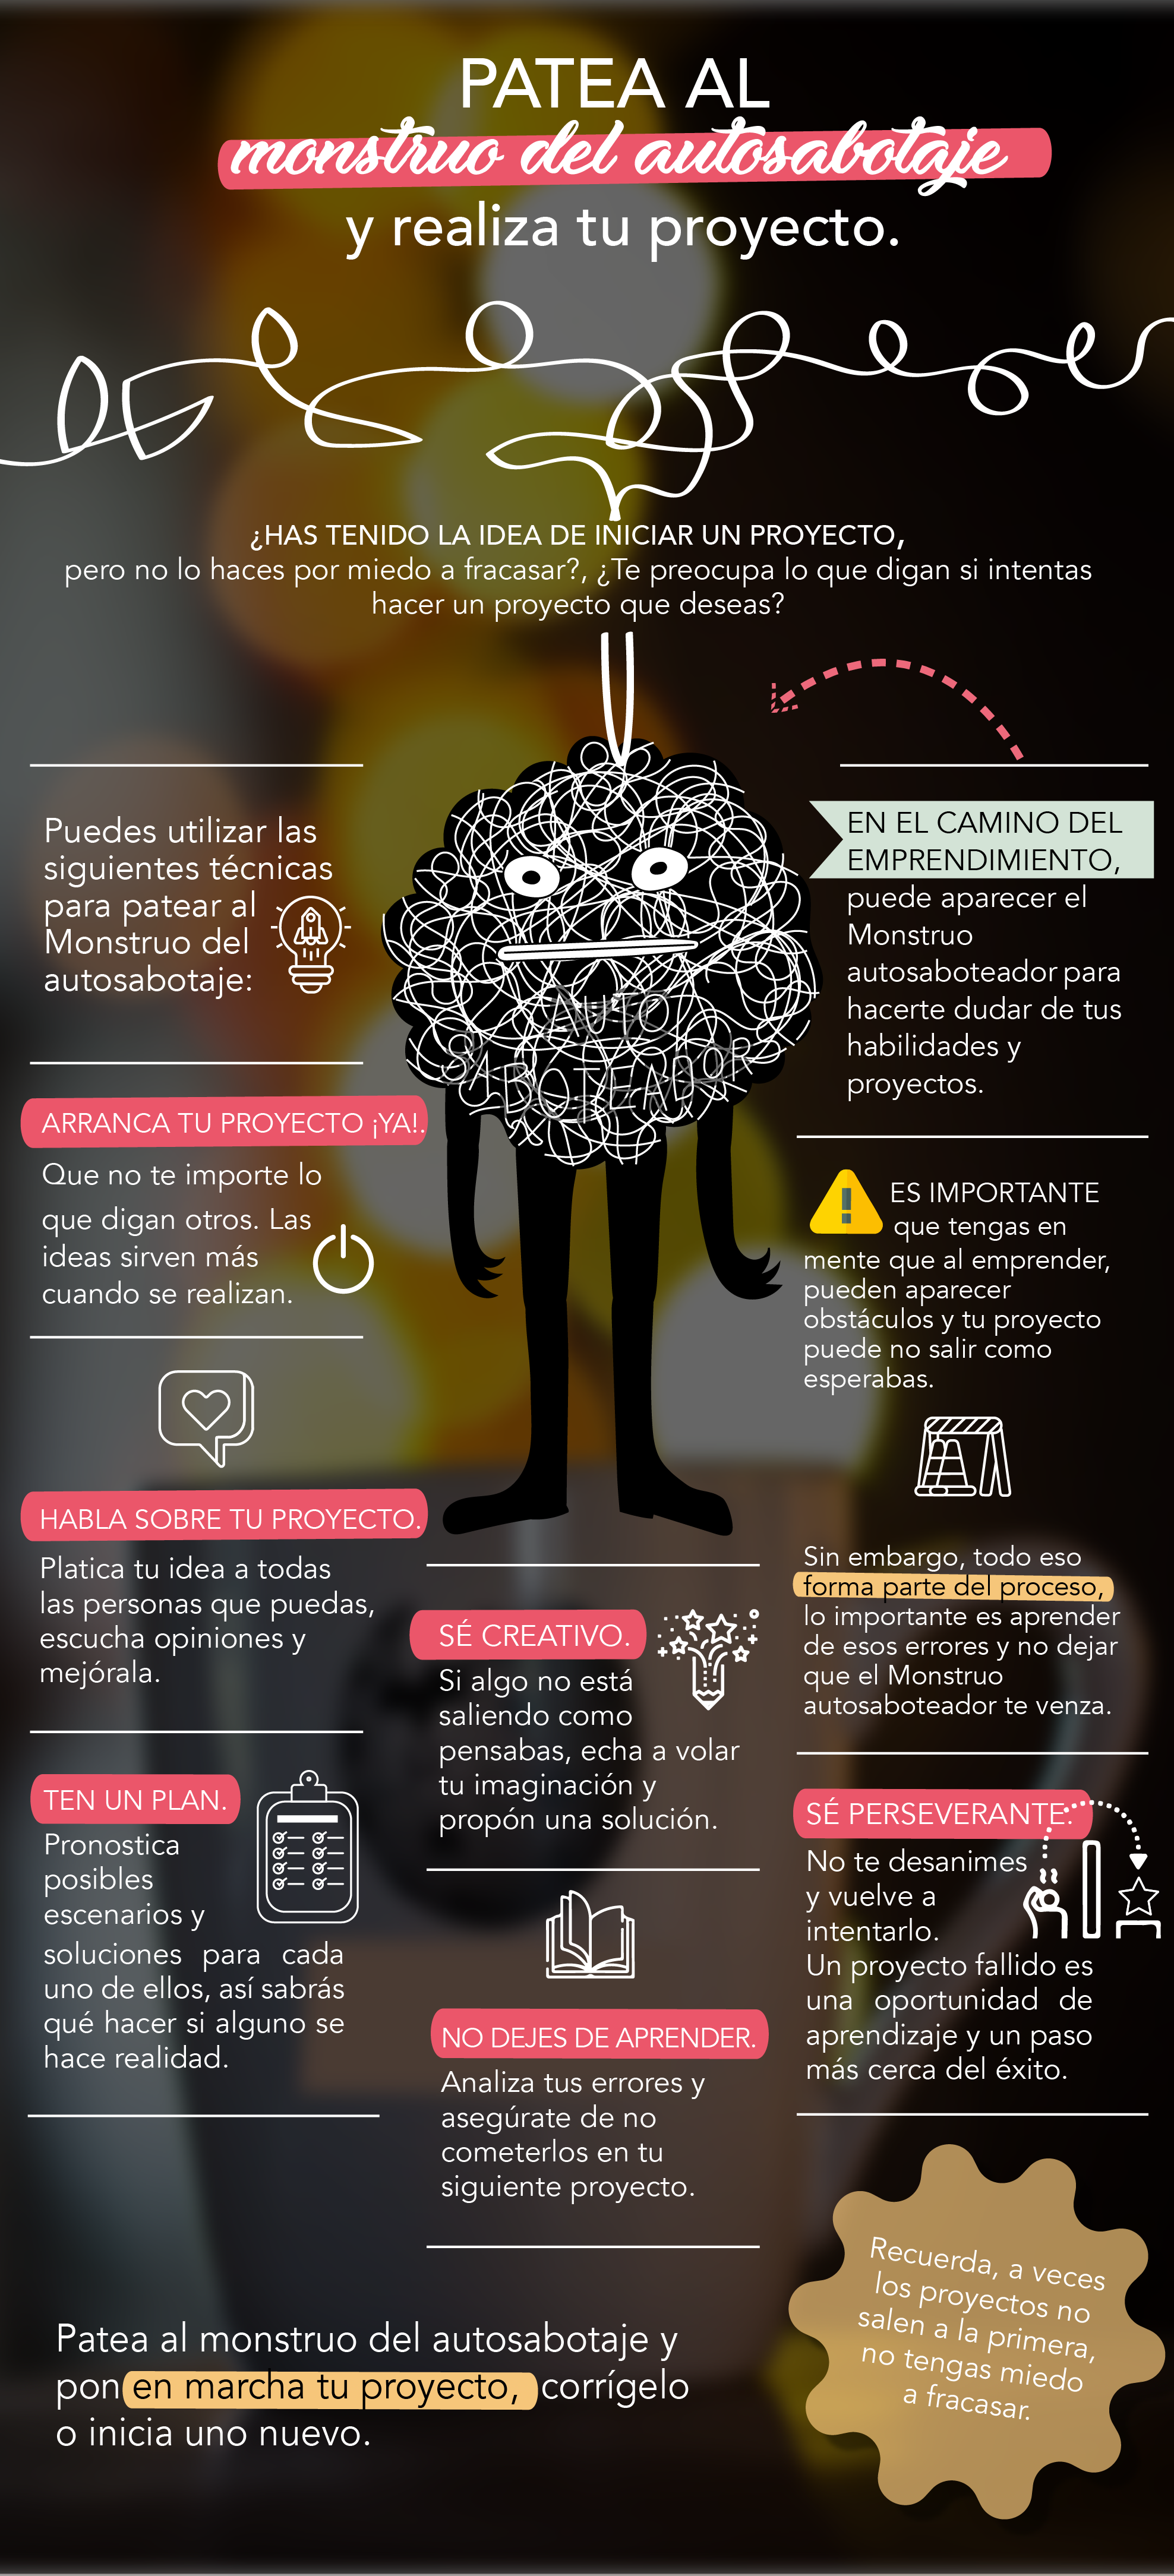 PATEA AL
monstruo del autosabotaje
y realiza tu proyecto.
¿HAS TENIDO LA IDEA DE INICIAR UN PROYECTO,
pero no lo haces por miedo a fracasar?, ¿Te preocupa lo que digan si intentas
hacer un proyecto que deseas?
EN EL CAMINO DEL
EMPRENDIMIENTO,
puede aparecer el
Monstruo
autosaboteador para
hacerte dudar de tus
habilidades y
proyectos.
AUTO
SABOTEADOR
ES IMPORTANTE
que tengas en
mente que al emprender,
pueden aparecer
obstáculos y tu proyecto
puede no salir como
esperabas.
Sin embargo, todo eso
forma parte del proceso,
lo importante es aprender
de esos errores y no dejar
que el Monstruo
autosaboteador te venza.
Puedes utilizar las
siguientes técnicas
para patear al
Monstruo del
autosabotaje:
ARRANCA TU PROYECTO ¡YA!.
Que no te importe lo
que digan otros. Las
ideas sirven más
cuando se realizan.
HABLA SOBRE TU PROYECTO.
Platica tu idea a todas
las personas que puedas,
escucha opiniones y
mejórala.
TEN UN PLAN.
Pronostica
posibles
escenarios y
soluciones para cada
uno de ellos, así sabrás
qué hacer si alguno se
hace realidad.
SÉ CREATIVO.
Si algo no está
saliendo como
pensabas, echa a volar
tu imaginación y
propón una solución.
NO DEJES DE APRENDER.
Analiza tus errores y
asegúrate de no
cometerlos en tu
siguiente proyecto.
SÉ PERSEVERANTE.
No te desanimes
y vuelve a
intentarlo.
Un proyecto fallido es
una oportunidad de
aprendizaje y un paso
más cerca del éxito.
Recuerda, a veces
los proyectos no
salen a la primera,
no tengas miedo
a fracasar.
Patea al monstruo del autosabotaje y
pon en marcha tu proyecto, corrígelo
o inicia uno nuevo.